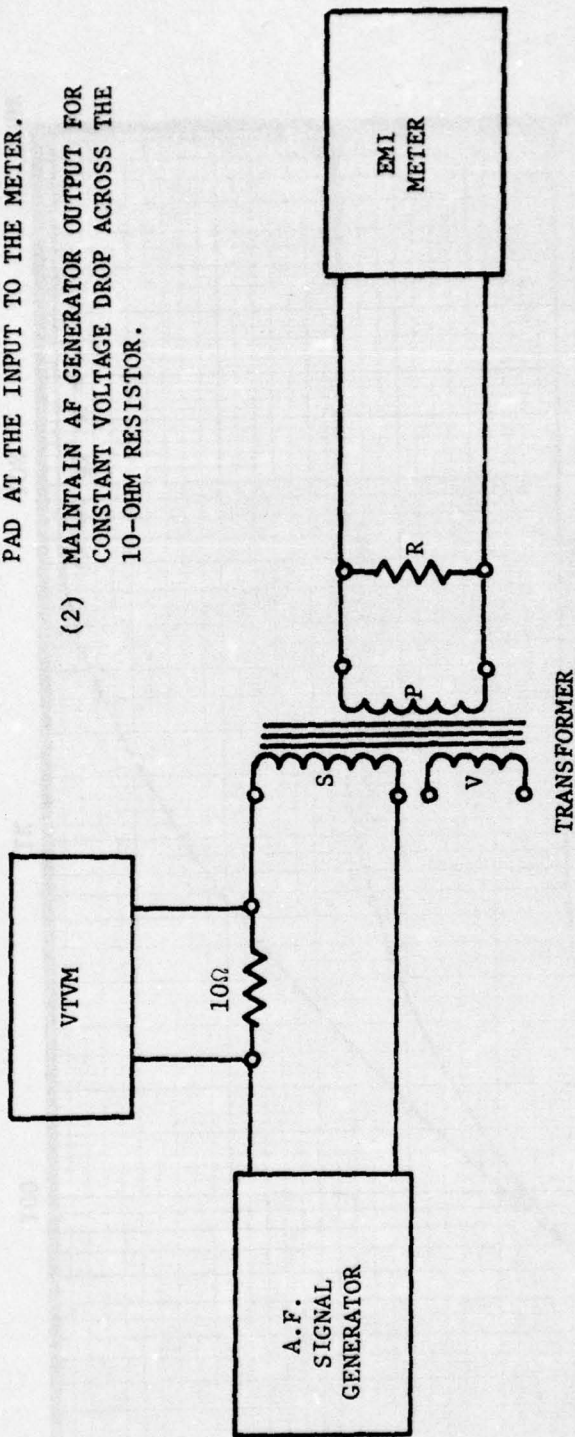 PAD AT THE INPUT TO THE METER.
(2) MAINTAIN AF GENERATOR OUTPUT FOR
CONSTANT VOLTAGE DROP ACROSS THE
10-OHM RESISTOR.
VTVM
10Ω
A.F.
SIGNAL
GENERATOR
S
V
P
R
TRANSFORMER
EMI
METER
100